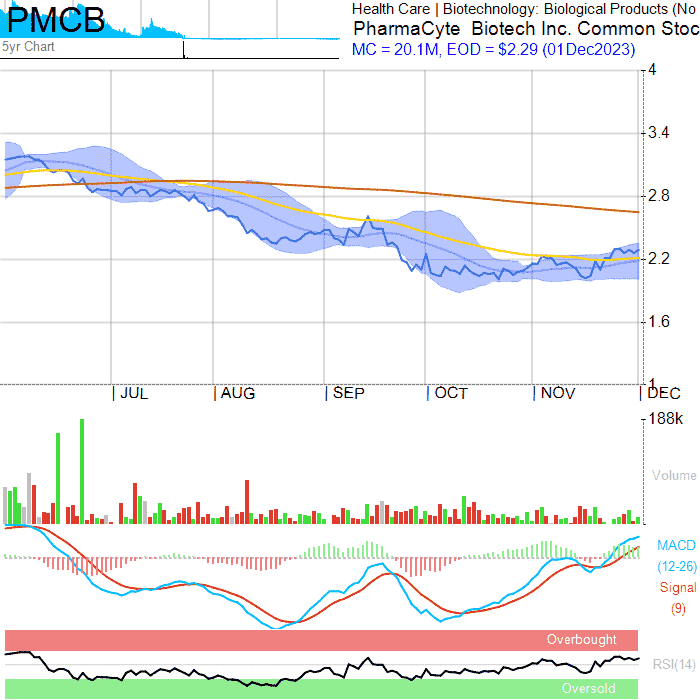 PMCB
Health Care | Biotechnology: Biological Products (No
PharmaCyte Biotech Inc. Common Stoc
5yr Chart
MC = 20.1M, EOD = $2.29 (01Dec2023)
4
3.4
2.8
2.2
1.6
1
JUL AUG SEP OCT NOV DEC
188k
Volume
MACD
(12-26)
Signal
(9)
Overbought
RSI(14)
Oversold